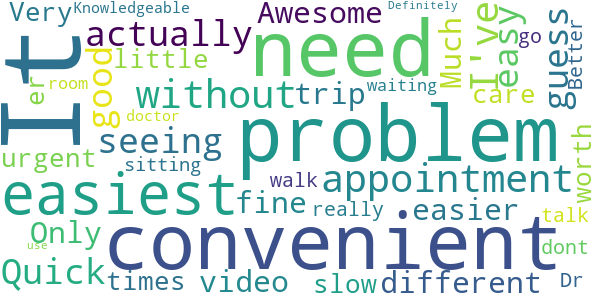 Very Knowledgeable Awesome Definitely
It actually need Much I've easy guess Better go
er good little without trip waiting care
room doctor seeing problem
urgent sitting walk appointment worth
easiest fine really easier talk
Only convenient dont
use Quick times video slow different Dr